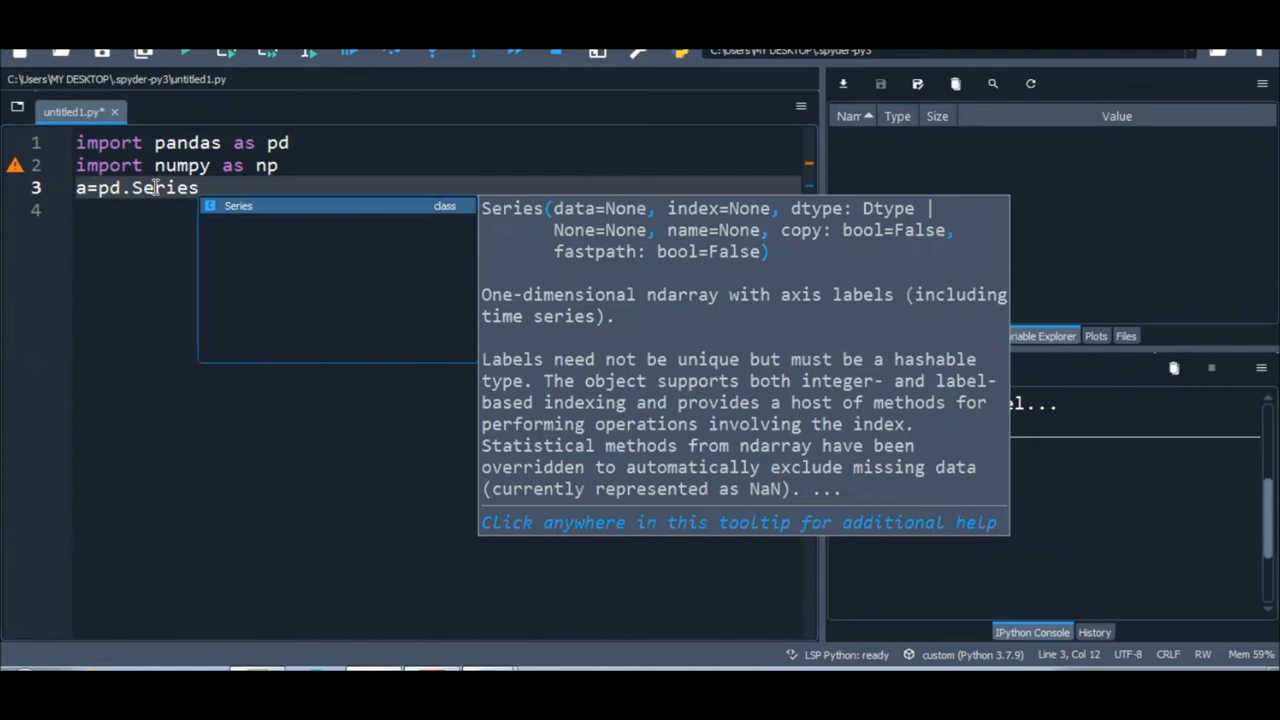 C:\Users\MY DESKTOP\.spyder-py3
C:\Users\MY DESKTOP\.spyder-py3\untitled1.py
untitled1.py*
1 import pandas as pd
2 import numpy as np
3 a=pd.Series
4
Series class
Series(data=None, index=None, dtype: Dtype |
None=None, name=None, copy: bool=False,
fastpath: bool=False)
One-dimensional ndarray with axis labels (including
time series).
Labels need not be unique but must be a hashable
type. The object supports both integer- and label-
based indexing and provides a host of methods for
performing operations involving the index.
Statistical methods from ndarray have been
overridden to automatically exclude missing data
(currently represented as NaN). ...
Click anywhere in this tooltip for additional help
Nam Type Size Value
riable Explorer Plots Files
el...
IPython Console History
LSP Python: ready custom (Python 3.7.9) Line 3, Col 12 UTF-8 CRLF RW Mem 59%